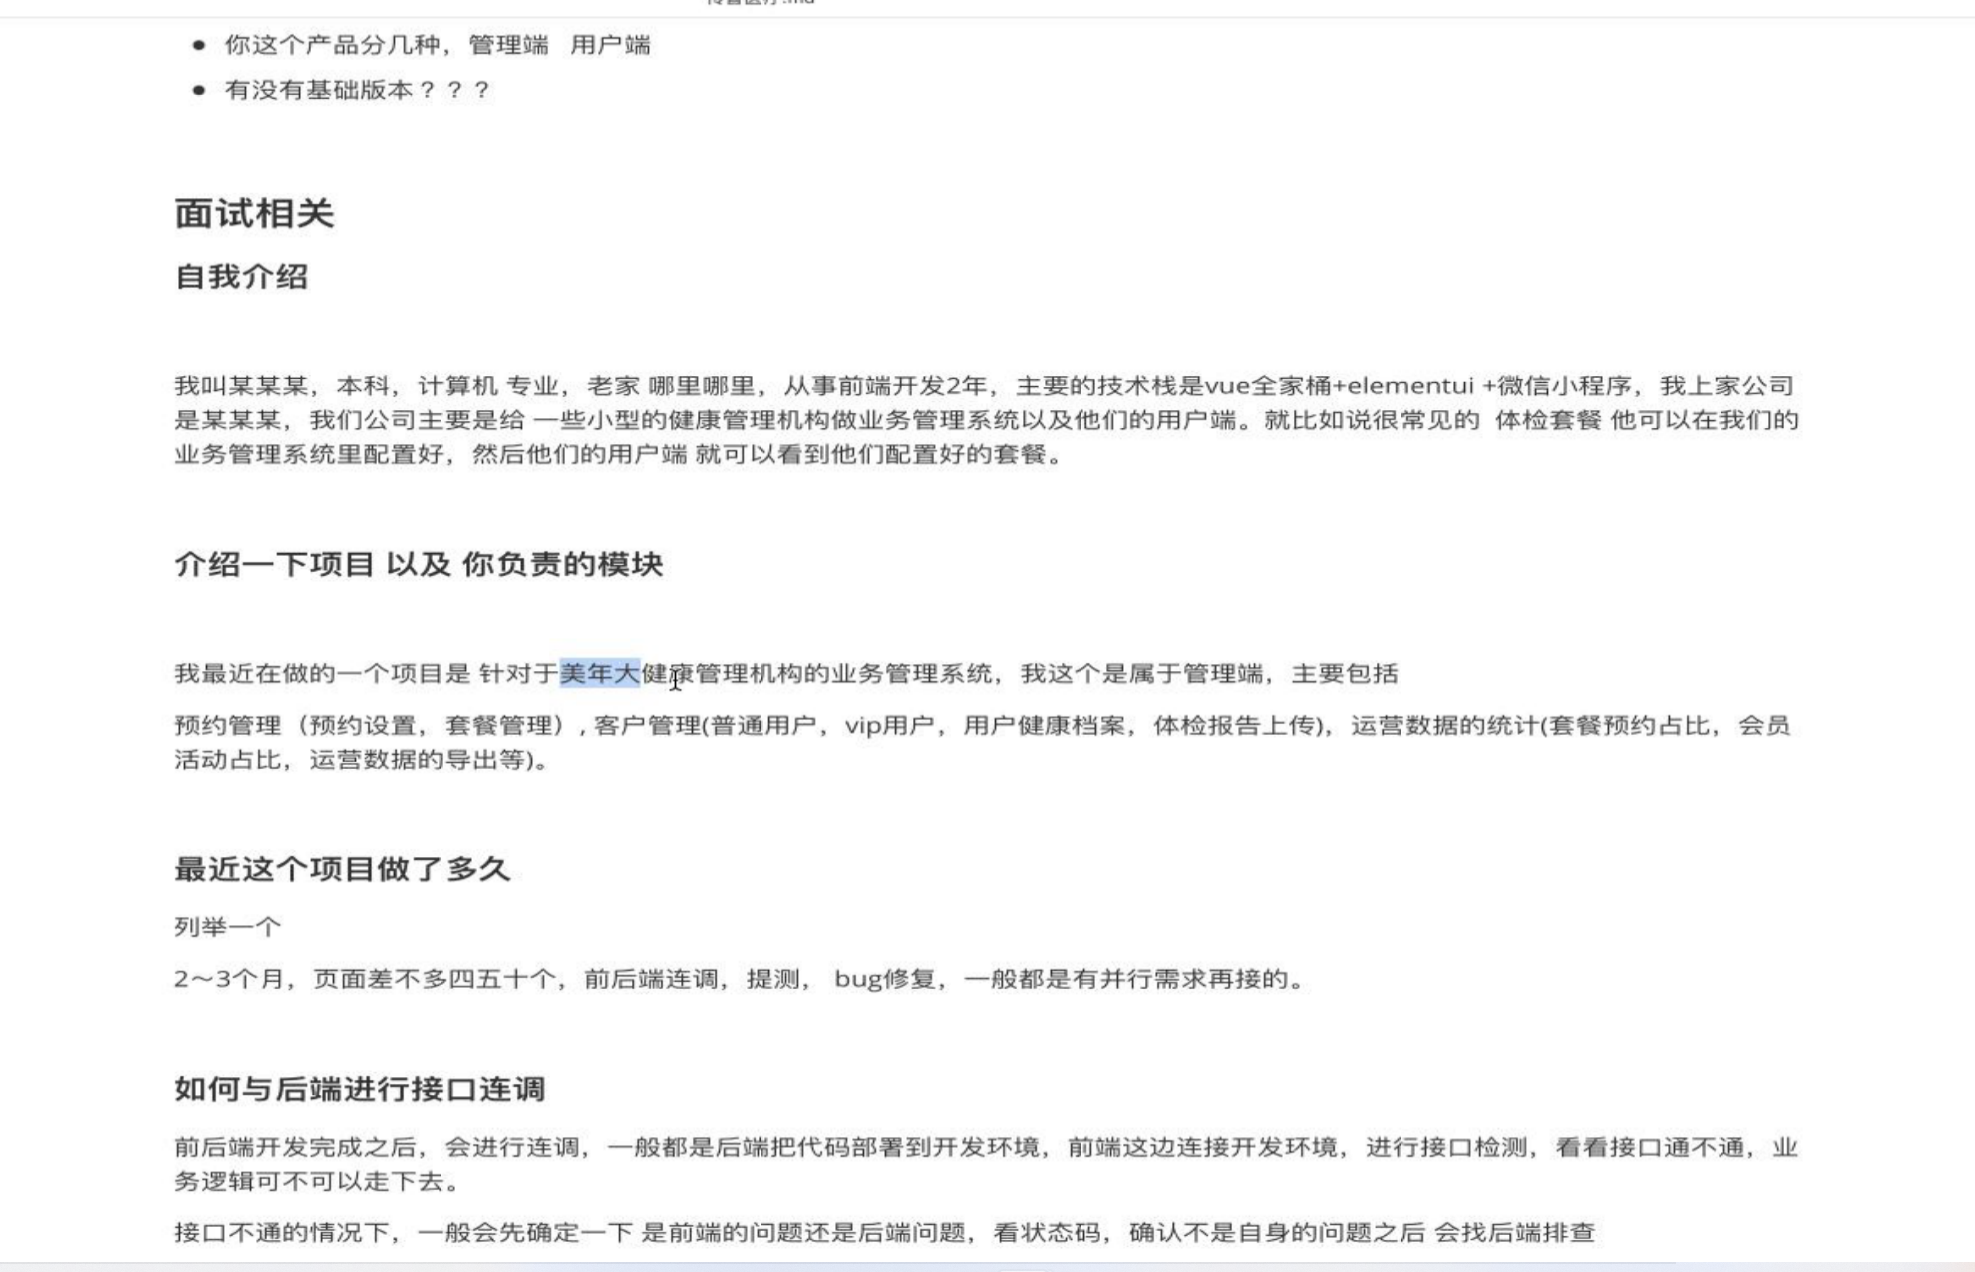 你这个产品分几种，管理端 用户端
有没有基础版本？？？
面试相关
自我介绍
我叫某某某，本科，计算机 专业，老家 哪里哪里，从事前端开发2年，主要的技术栈是vue全家桶+elementui +微信小程序，我上家公司
是某某某，我们公司主要是给 一些小型的健康管理机构做业务管理系统以及他们的用户端。就比如说很常见的 体检套餐 他可以在我们的
业务管理系统里配置好，然后他们的用户端 就可以看到他们配置好的套餐。
介绍一下项目 以及 你负责的模块
我最近在做的一个项目是 针对于美年大健康管理机构的业务管理系统，我这个是属于管理端，主要包括
预约管理（预约设置，套餐管理）, 客户管理(普通用户，vip用户，用户健康档案，体检报告上传)，运营数据的统计(套餐预约占比，会员
活动占比，运营数据的导出等)。
最近这个项目做了多久
列举一个
2～3个月，页面差不多四五十个，前后端连调，提测， bug修复，一般都是有并行需求再接的。
如何与后端进行接口连调
前后端开发完成之后，会进行连调，一般都是后端把代码部署到开发环境，前端这边连接开发环境，进行接口检测，看看接口通不通，业
务逻辑可不可以走下去。
接口不通的情况下，一般会先确定一下 是前端的问题还是后端问题，看状态码，确认不是自身的问题之后 会找后端排查